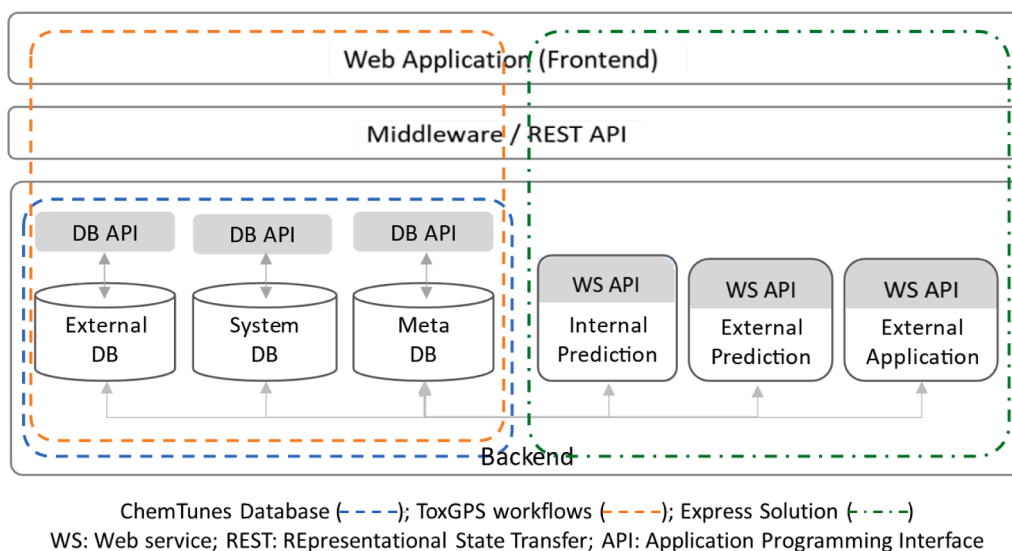 Web Application (Frontend)
Middleware / REST API
DB API DB API DB API
External DB
System DB
Meta DB
WS API
Internal Prediction
WS API
External Prediction
WS API
External Application
Backend
ChemTunes Database (-----); ToxGPS workflows (-----); Express Solution (-·-·-·)
WS: Web service; REST: REpresentational State Transfer; API: Application Programming Interface